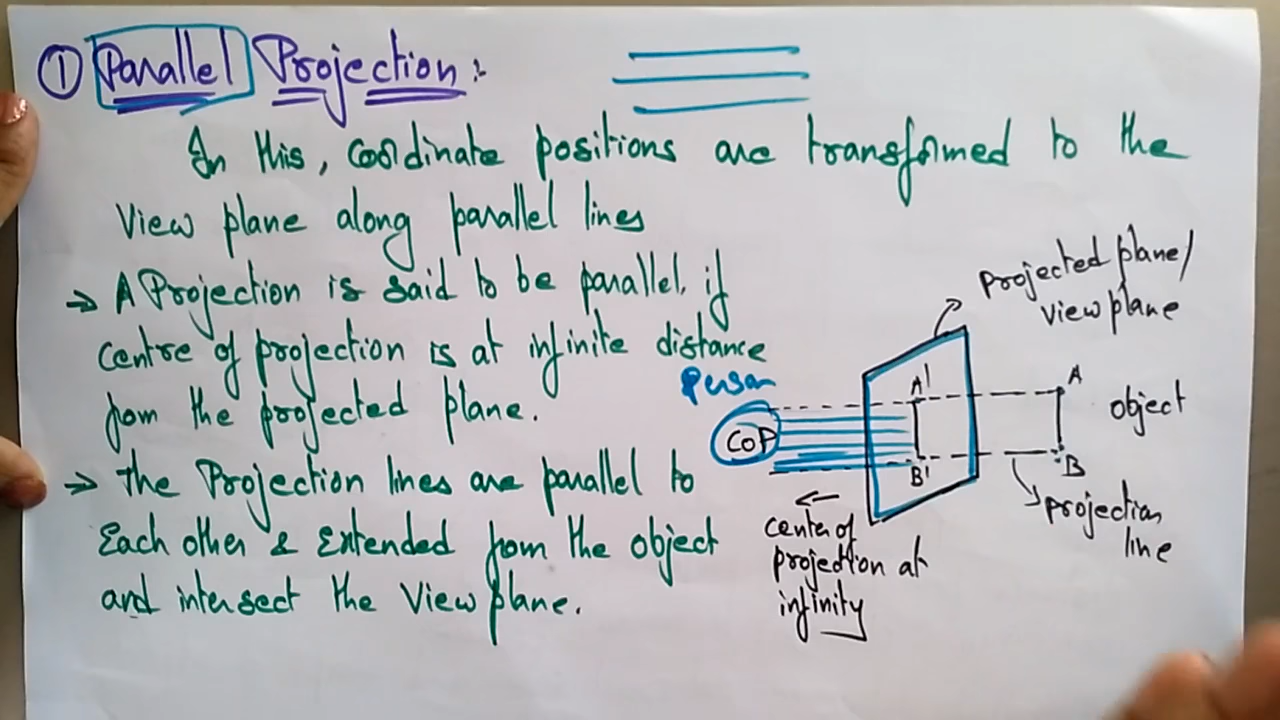 ① Parallel Projection :-
In this, coordinate positions are transformed to the
view plane along parallel lines
→ A Projection is said to be parallel, if
centre of projection is at infinite distance
from the projected plane.
→ The Projection lines are parallel to
Each other & Extended from the object
and intersect the View plane.
projected plane/
view plane
person
COP
A'
B'
A
B
object
projection
line
←
center of
projection at
infinity